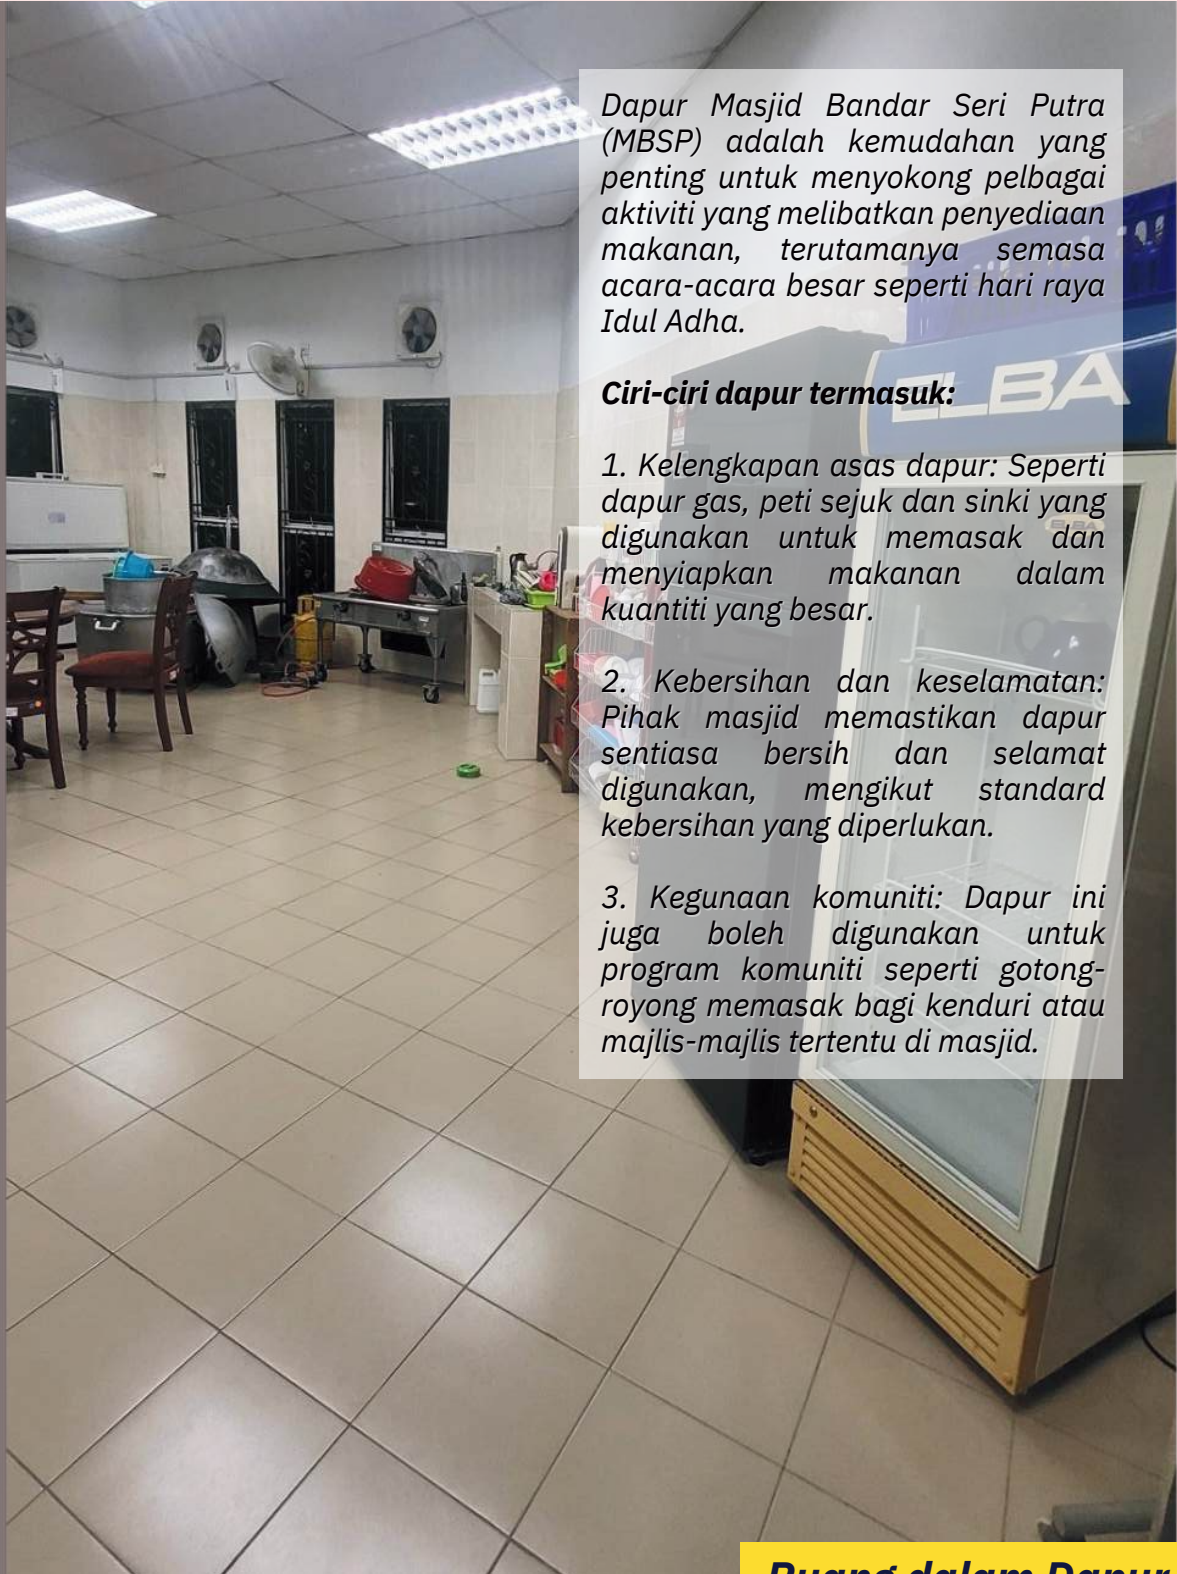 Dapur Masjid Bandar Seri Putra
(MBSP) adalah kemudahan yang
penting untuk menyokong pelbagai
aktiviti yang melibatkan penyediaan
makanan, terutamanya semasa
acara-acara besar seperti hari raya
Idul Adha.
Ciri-ciri dapur termasuk:
1. Kelengkapan asas dapur: Seperti
dapur gas, peti sejuk dan sinki yang
digunakan untuk memasak dan
menyiapkan makanan dalam
kuantiti yang besar.
2. Kebersihan dan keselamatan:
Pihak masjid memastikan dapur
sentiasa bersih dan selamat
digunakan, mengikut standard
kebersihan yang diperlukan.
3. Kegunaan komuniti: Dapur ini
juga boleh digunakan untuk
program komuniti seperti gotong-
royong memasak bagi kenduri atau
majlis-majlis tertentu di masjid.
ELBA
ELBA
Ruang dalam Dapur